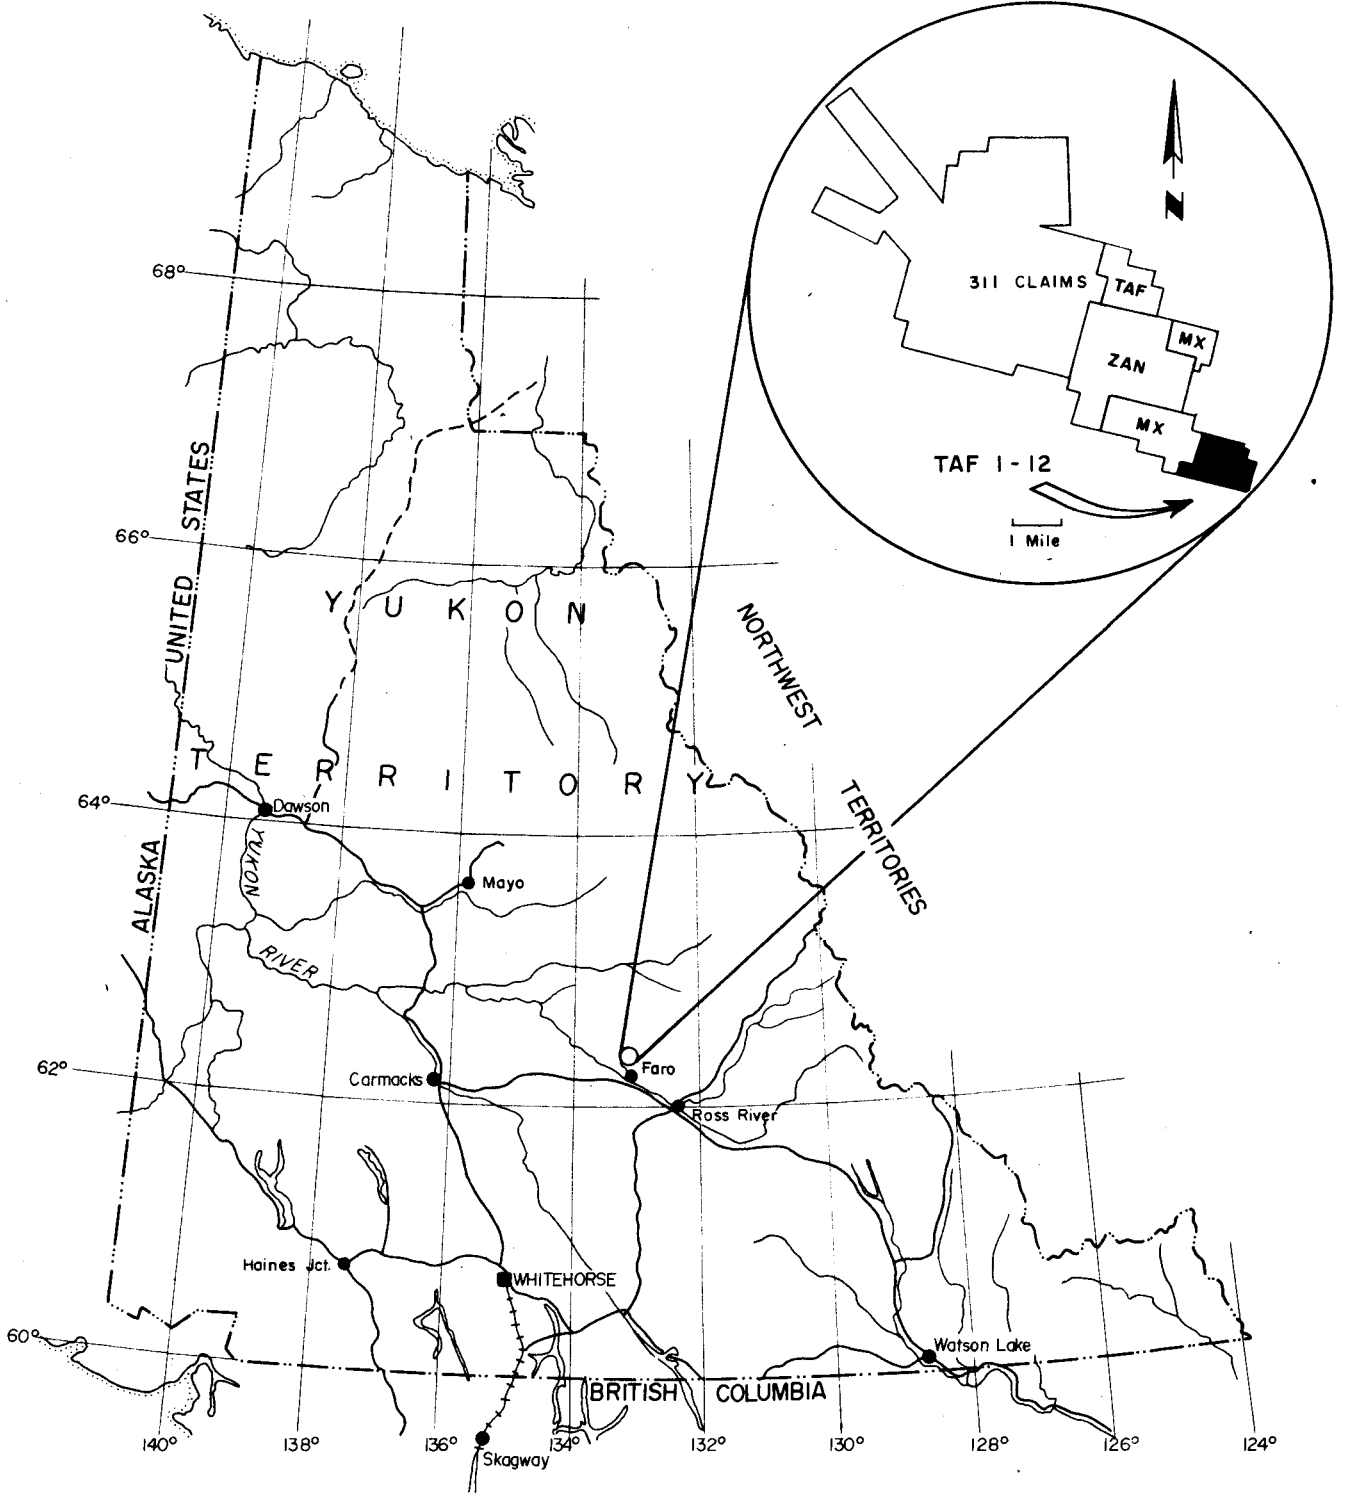 N
311 CLAIMS
TAF
MX
ZAN
MX
TAF 1-12
1 Mile
68°
66°
64°
62°
60°
UNITED STATES
ALASKA
YUKON
TERRITORY
NORTHWEST
TERRITORIES
Dawson
YUKON
RIVER
Mayo
Faro
Carmacks
Ross River
Haines Jct.
WHITEHORSE
Watson Lake
BRITISH COLUMBIA
Skagway
140°
138°
136°
134°
132°
130°
128°
126°
124°